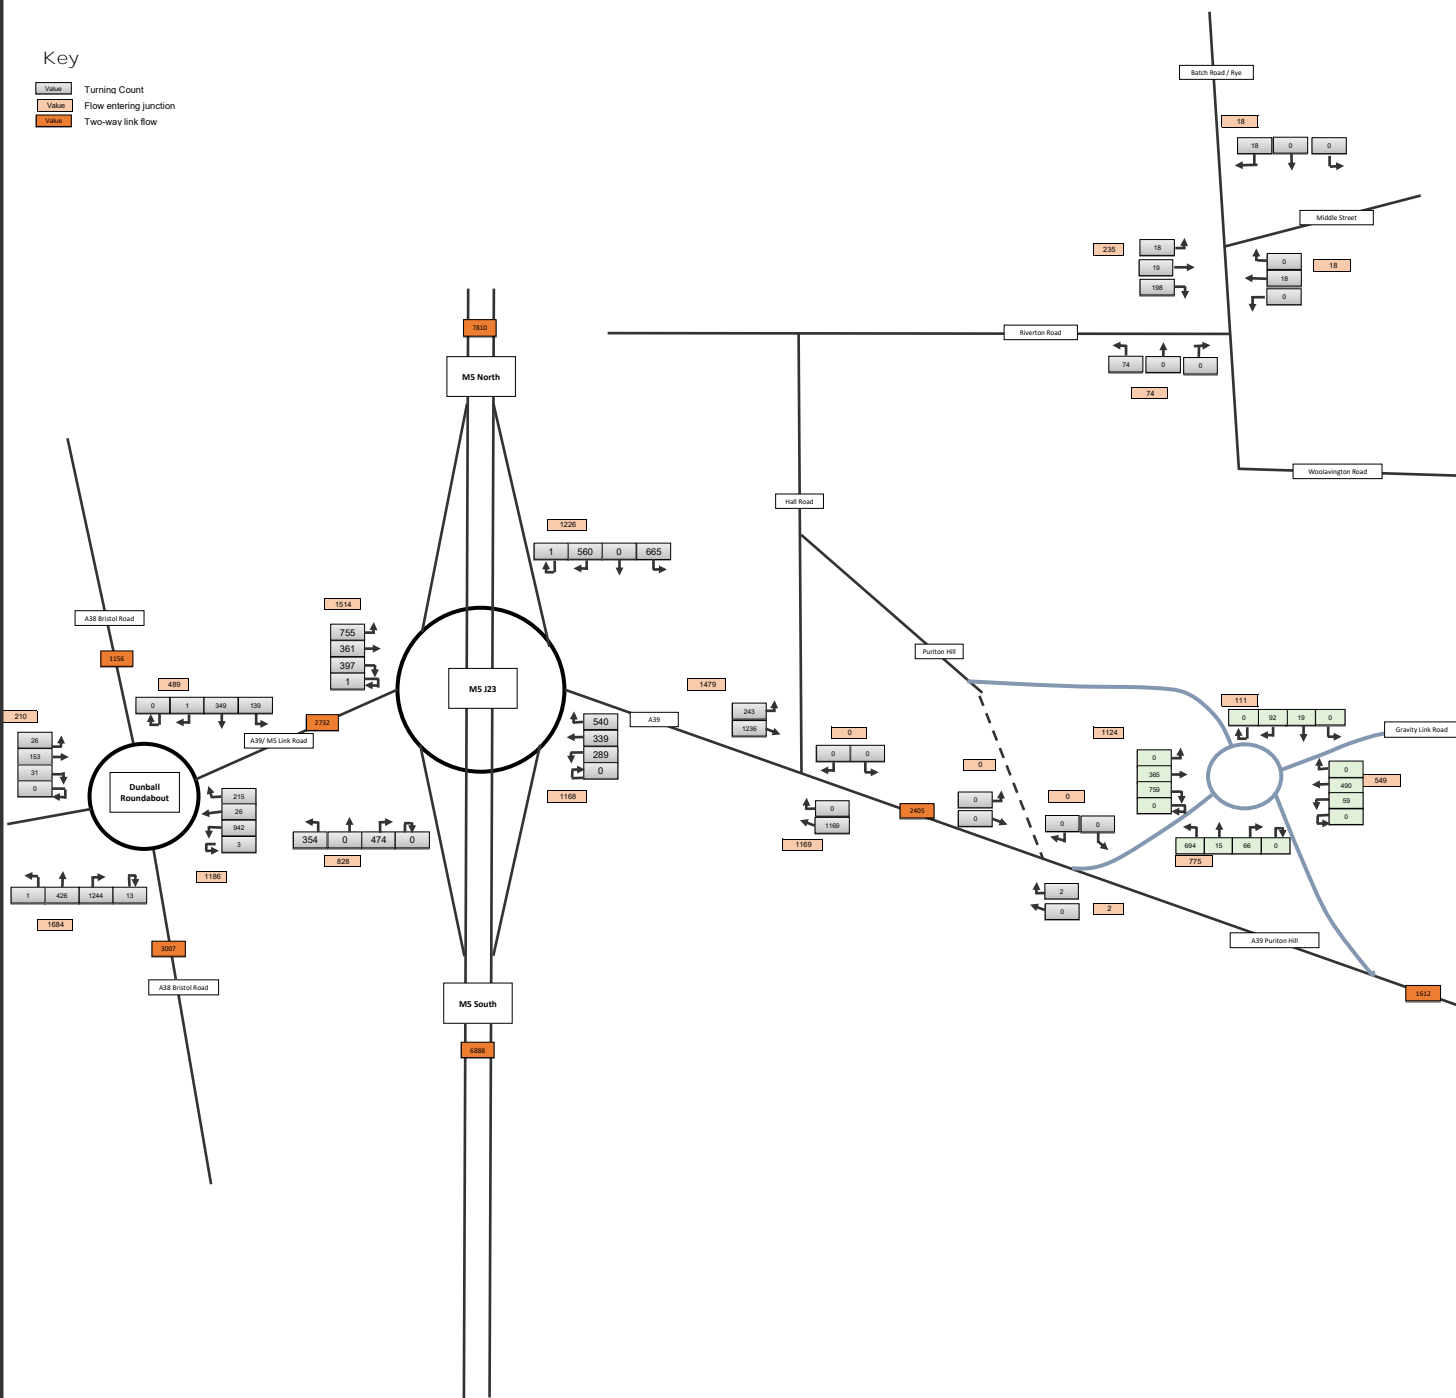 Key
Value Turning Count
Value Flow entering junction
Value Two-way link flow
Batch Road / Rye
18
18 0 0
Middle Street
235
18
19
198
0
18
0
18
Riverton Road
74 0 0
74
Woolavington Road
7810
M5 North
Hall Road
1226
1 560 0 665
A38 Bristol Road
1156
1514
755
361
397
1
M5 J23
Puriton Hill
489
0 1 349 139
210
26
153
31
0
2732
A39/ M5 Link Road
Dunball
Roundabout
215
26
942
3
1186
1 426 1244 13
1684
354 0 474 0
828
540
339
289
0
1168
1479
A39
243
1236
0
0 0
0
1169
1169
2405
0
0
0
0
0 0
2
0
2
1124
0
365
759
0
111
0 92 19 0
Gravity Link Road
0
490
59
0
549
694 15 66 0
775
A39 Puriton Hill
1612
3007
A38 Bristol Road
M5 South
6888